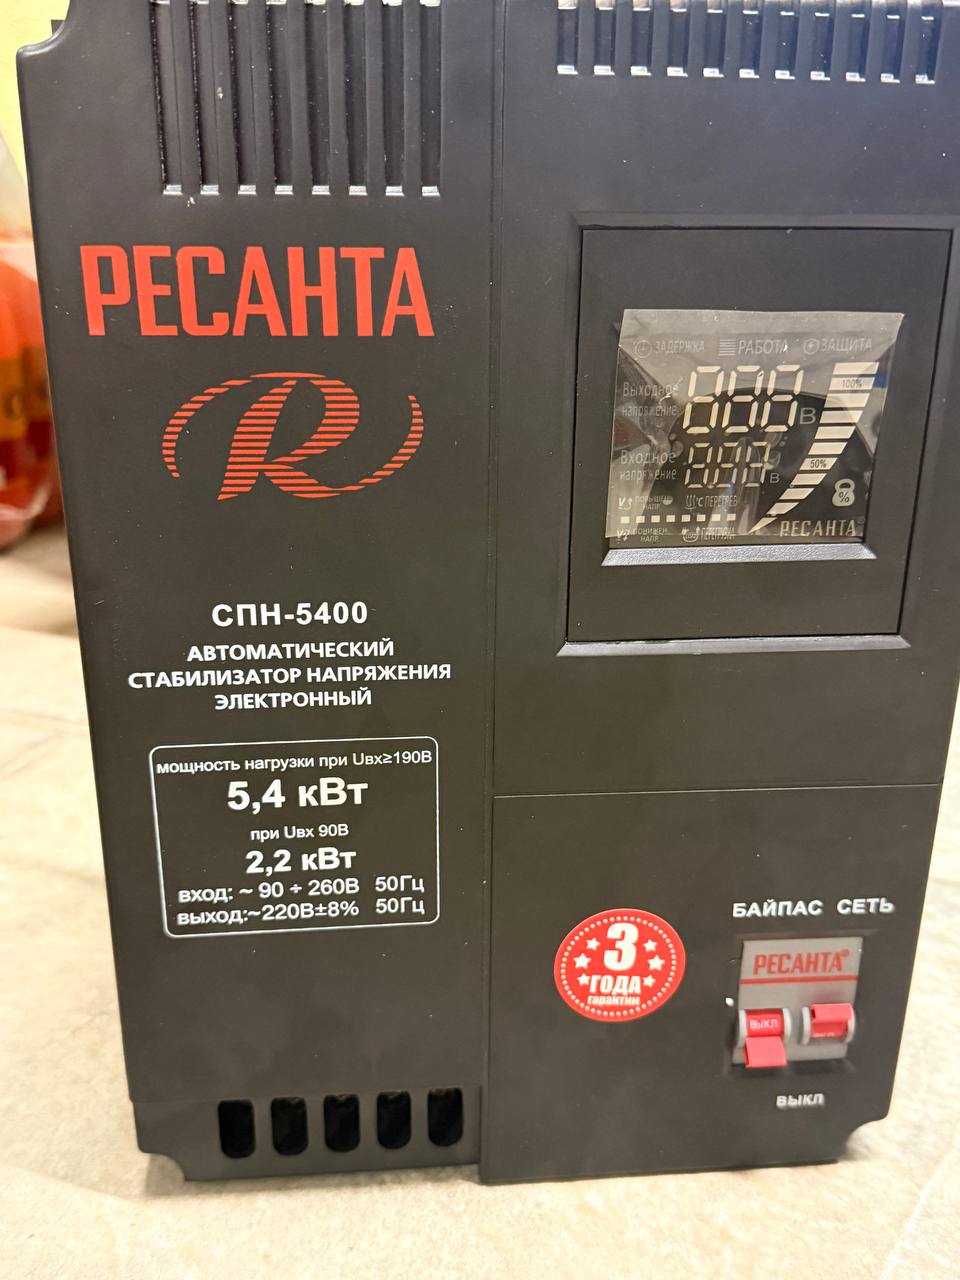 РЕСАНТА
R
СПН-5400
АВТОМАТИЧЕСКИЙ
СТАБИЛИЗАТОР НАПРЯЖЕНИЯ
ЭЛЕКТРОННЫЙ
мощность нагрузки при Uвх≥190В
5,4 кВт
при Uвх 90В
2,2 кВт
вход: ~ 90 ÷ 260В 50Гц
выход:~220В±8% 50Гц
ЗАДЕРЖКА РАБОТА ЗАЩИТА
Выходное
напряжение
В
100%
Входное
напряжение
В
50%
%
°C ПЕРЕГРЕВ
РЕСАНТА
3
ГОДА
гарантии
БАЙПАС СЕТЬ
РЕСАНТА®
ВЫКЛ
ВЫКЛ